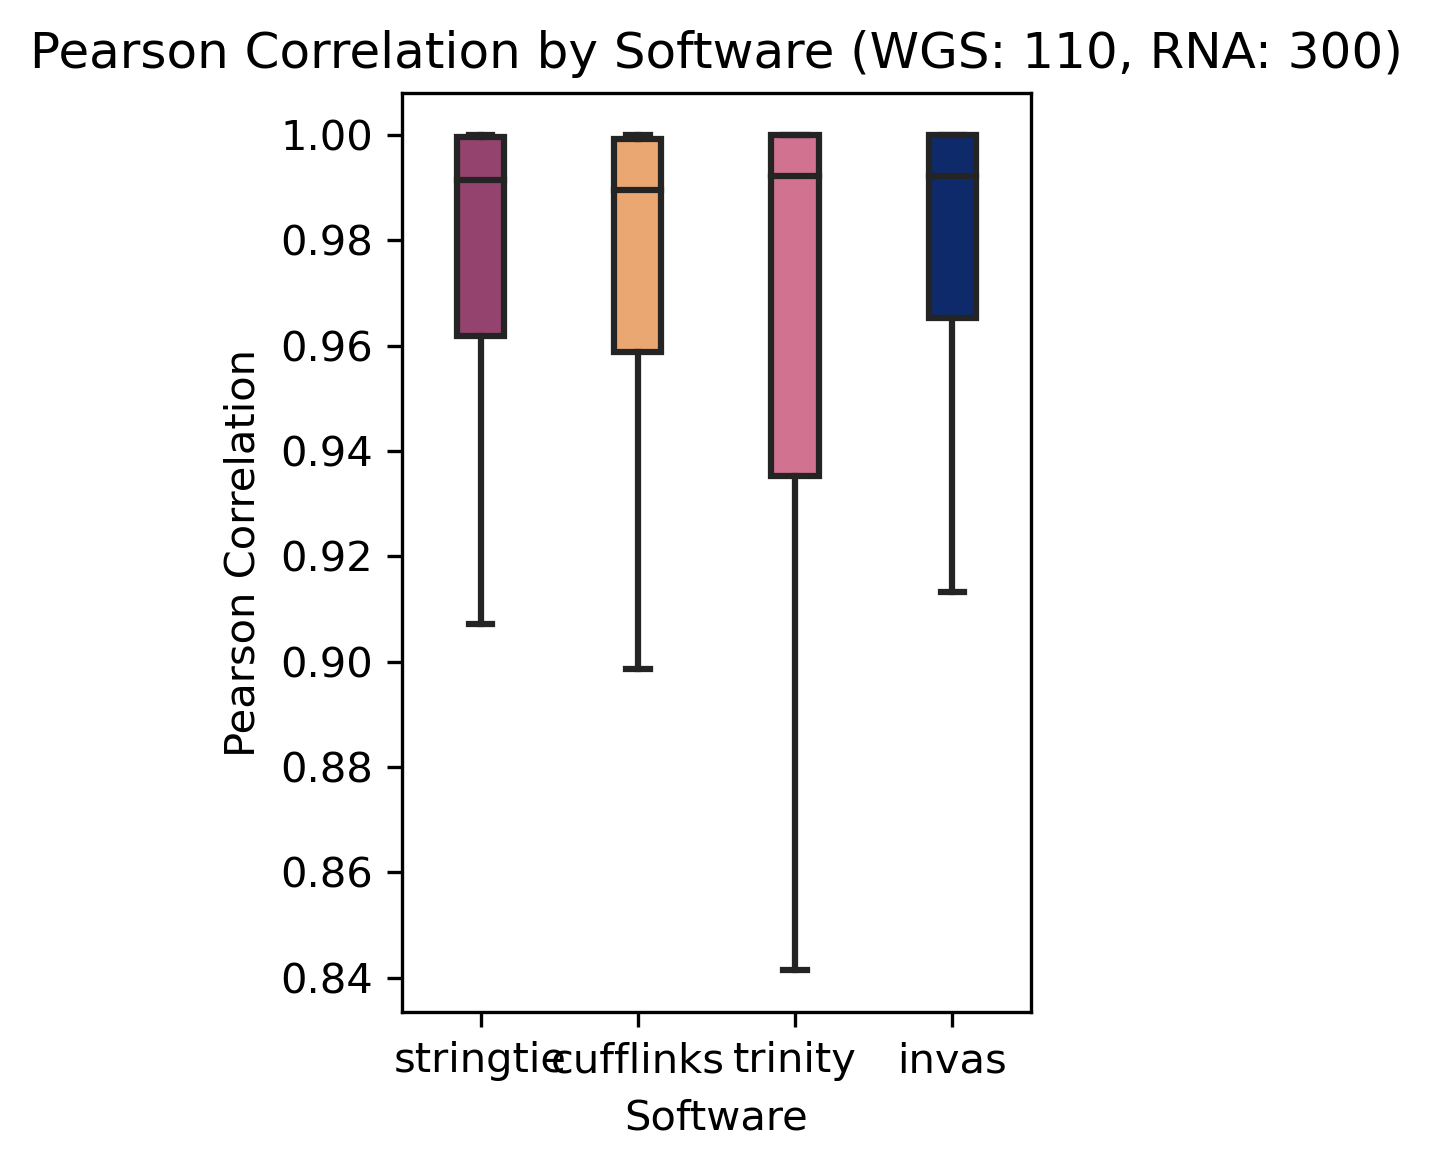 Pearson Correlation by Software (WGS: 110, RNA: 300)
1.00
0.98
0.96
0.94
0.92
0.90
0.88
0.86
0.84
Pearson Correlation
stringtie cufflinks trinity invas
Software